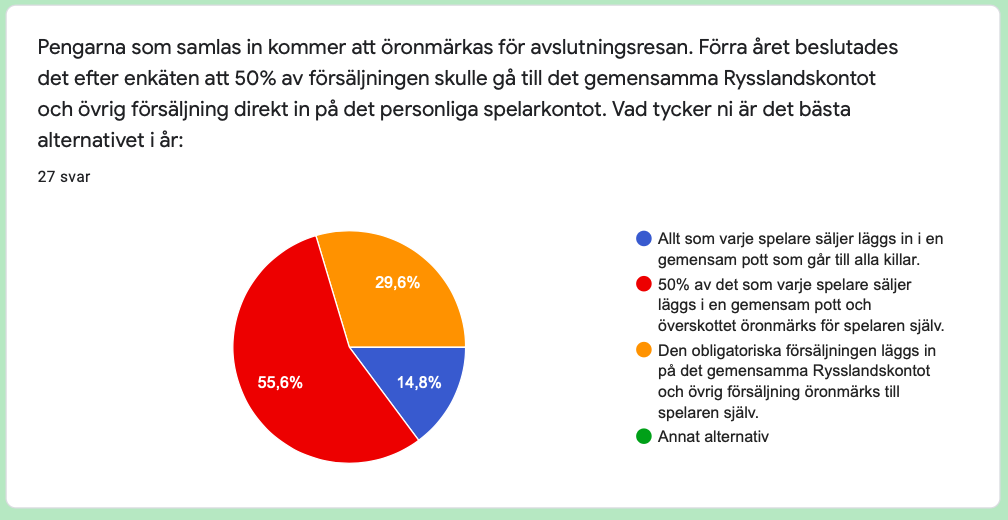 Pengarna som samlas in kommer att öronmärkas för avslutningsresan. Förra året beslutades
det efter enkäten att 50% av försäljningen skulle gå till det gemensamma Rysslandskontot
och övrig försäljning direkt in på det personliga spelarkontot. Vad tycker ni är det bästa
alternativet i år:
27 svar
29,6%
55,6%
14,8%
Allt som varje spelare säljer läggs in i en
gemensam pott som går till alla killar.
50% av det som varje spelare säljer
läggs i en gemensam pott och
överskottet öronmärks för spelaren själv.
Den obligatoriska försäljningen läggs in
på det gemensamma Rysslandskontot
och övrig försäljning öronmärks till
spelaren själv.
Annat alternativ